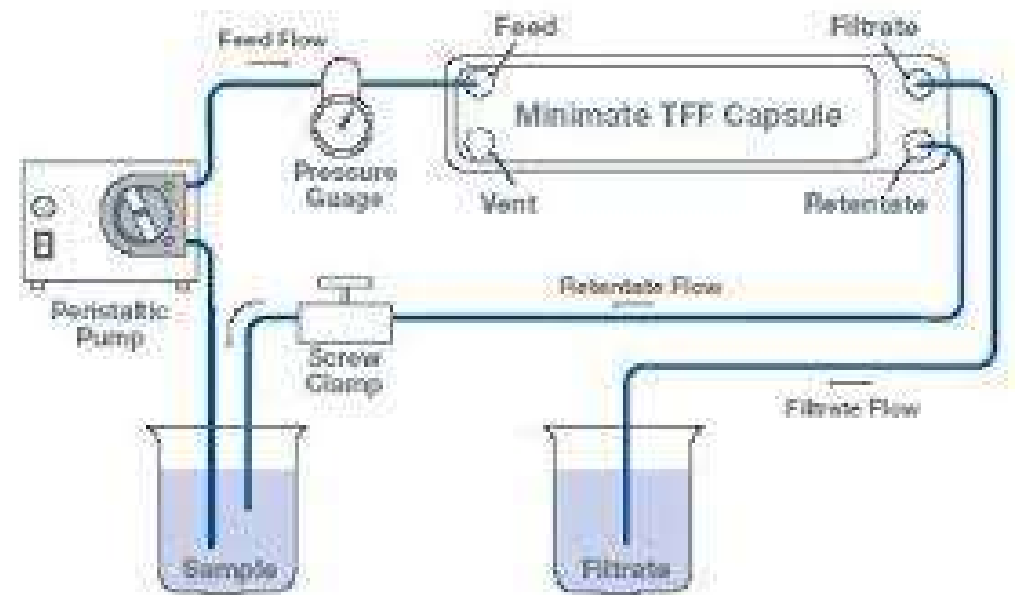 Feed Flow
Feed
Filtrate
Minimate TFF Capsule
Pressure
Guage
Vent
Retentate
Peristaltic
Pump
Retentate Flow
Screw
Clamp
Filtrate Flow
Sample
Filtrate